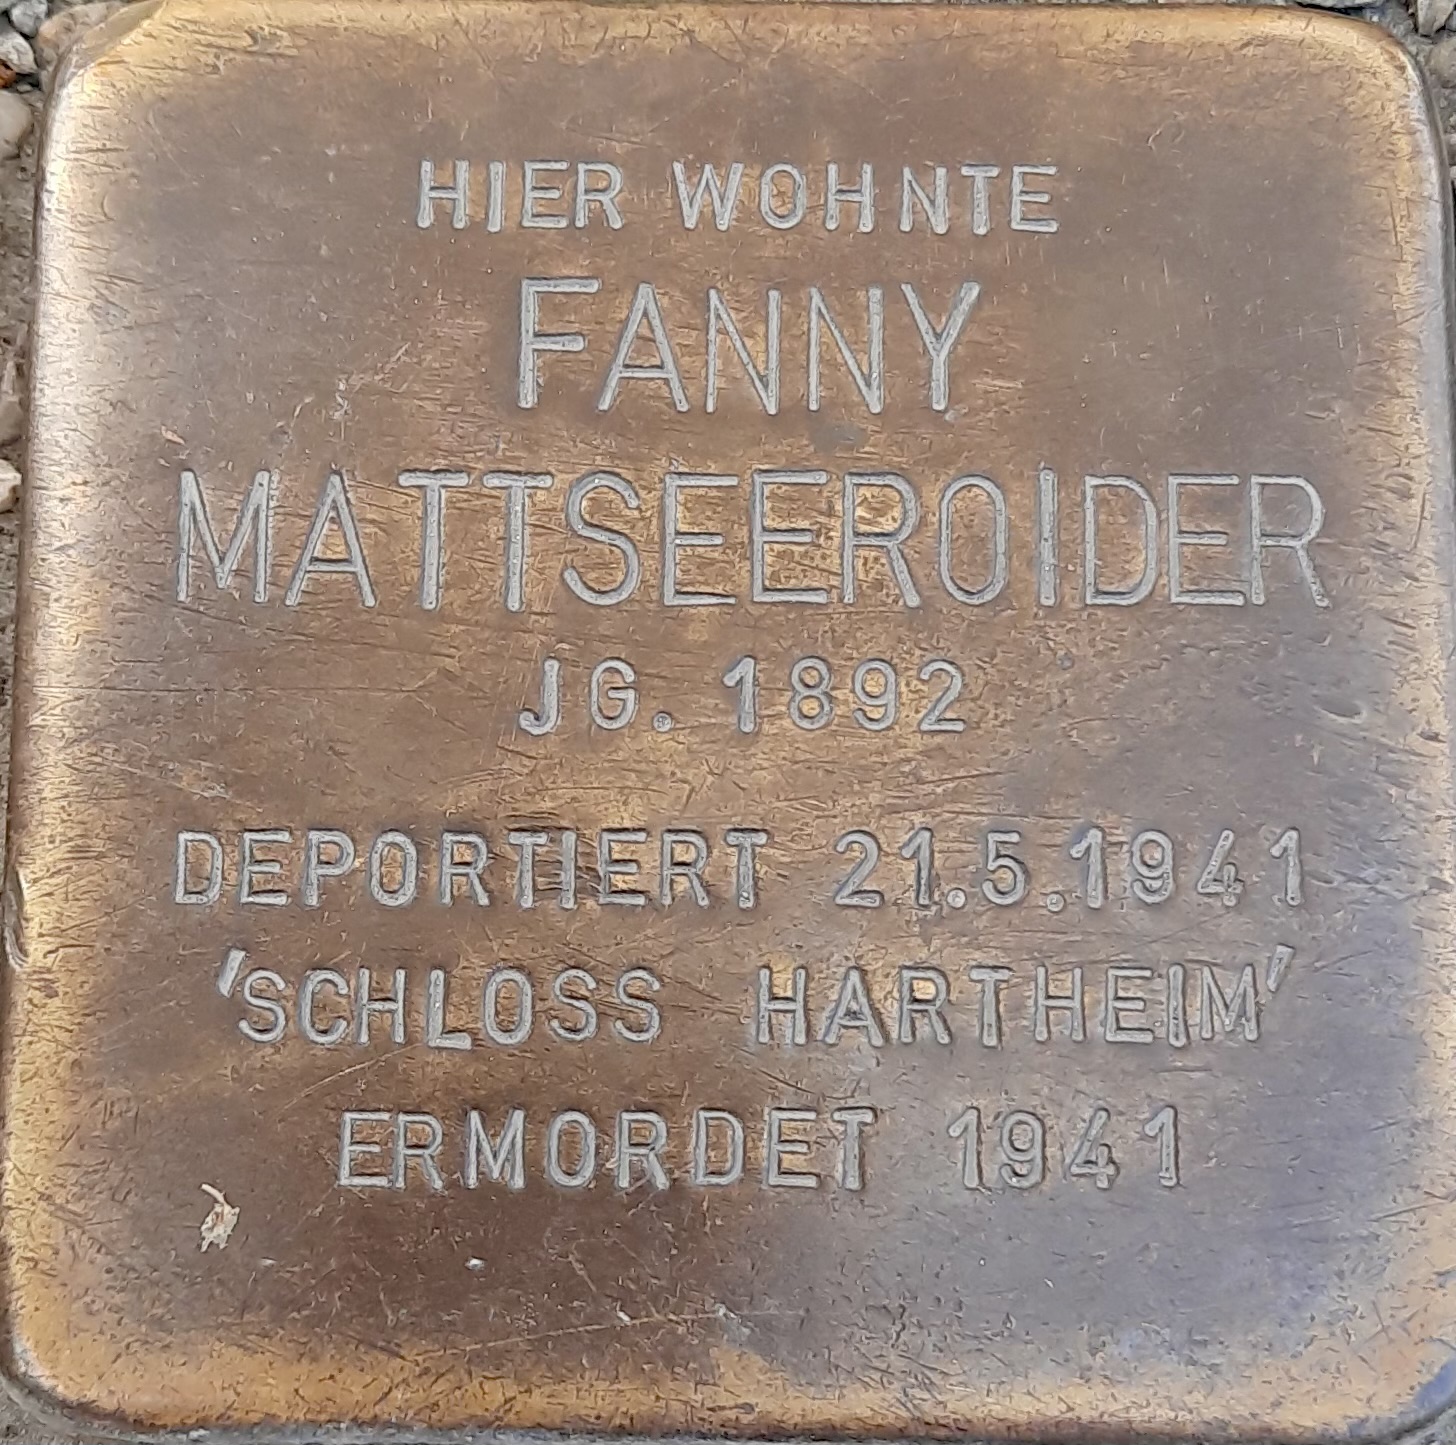 HIER WOHNTE
FANNY
MATTSEEROIDER
JG. 1892
DEPORTIERT 21.5.1941
'SCHLOSS HARTHEIM'
ERMORDET 1941